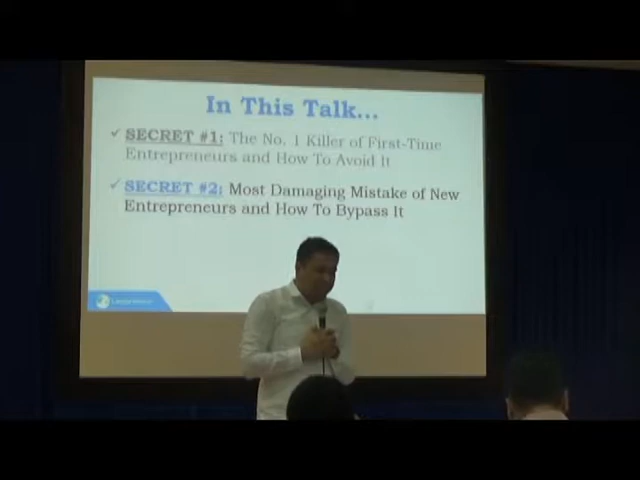 In This Talk...
✓ SECRET #1: The No. 1 Killer of First-Time
Entrepreneurs and How To Avoid It
✓ SECRET #2: Most Damaging Mistake of New
Entrepreneurs and How To Bypass It